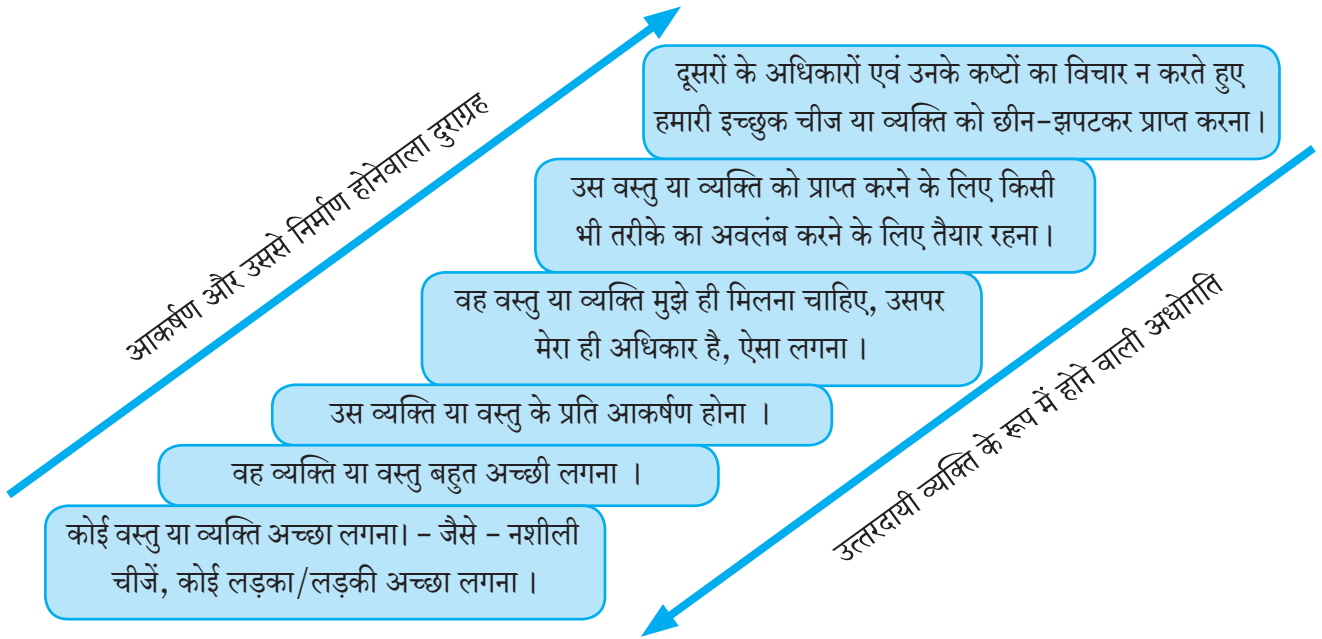 आकर्षण और उससे निर्माण होनेवाला दुराग्रह
दूसरों के अधिकारों एवं उनके कष्टों का विचार न करते हुए
हमारी इच्छुक चीज या व्यक्ति को छीन-झपटकर प्राप्त करना।
उस वस्तु या व्यक्ति को प्राप्त करने के लिए किसी
भी तरीके का अवलंब करने के लिए तैयार रहना।
वह वस्तु या व्यक्ति मुझे ही मिलना चाहिए, उसपर
मेरा ही अधिकार है, ऐसा लगना ।
उस व्यक्ति या वस्तु के प्रति आकर्षण होना ।
वह व्यक्ति या वस्तु बहुत अच्छी लगना ।
कोई वस्तु या व्यक्ति अच्छा लगना। - जैसे - नशीली
चीजें, कोई लड़का/लड़की अच्छा लगना ।
उत्तरदायी व्यक्ति के रूप में होने वाली अधोगति